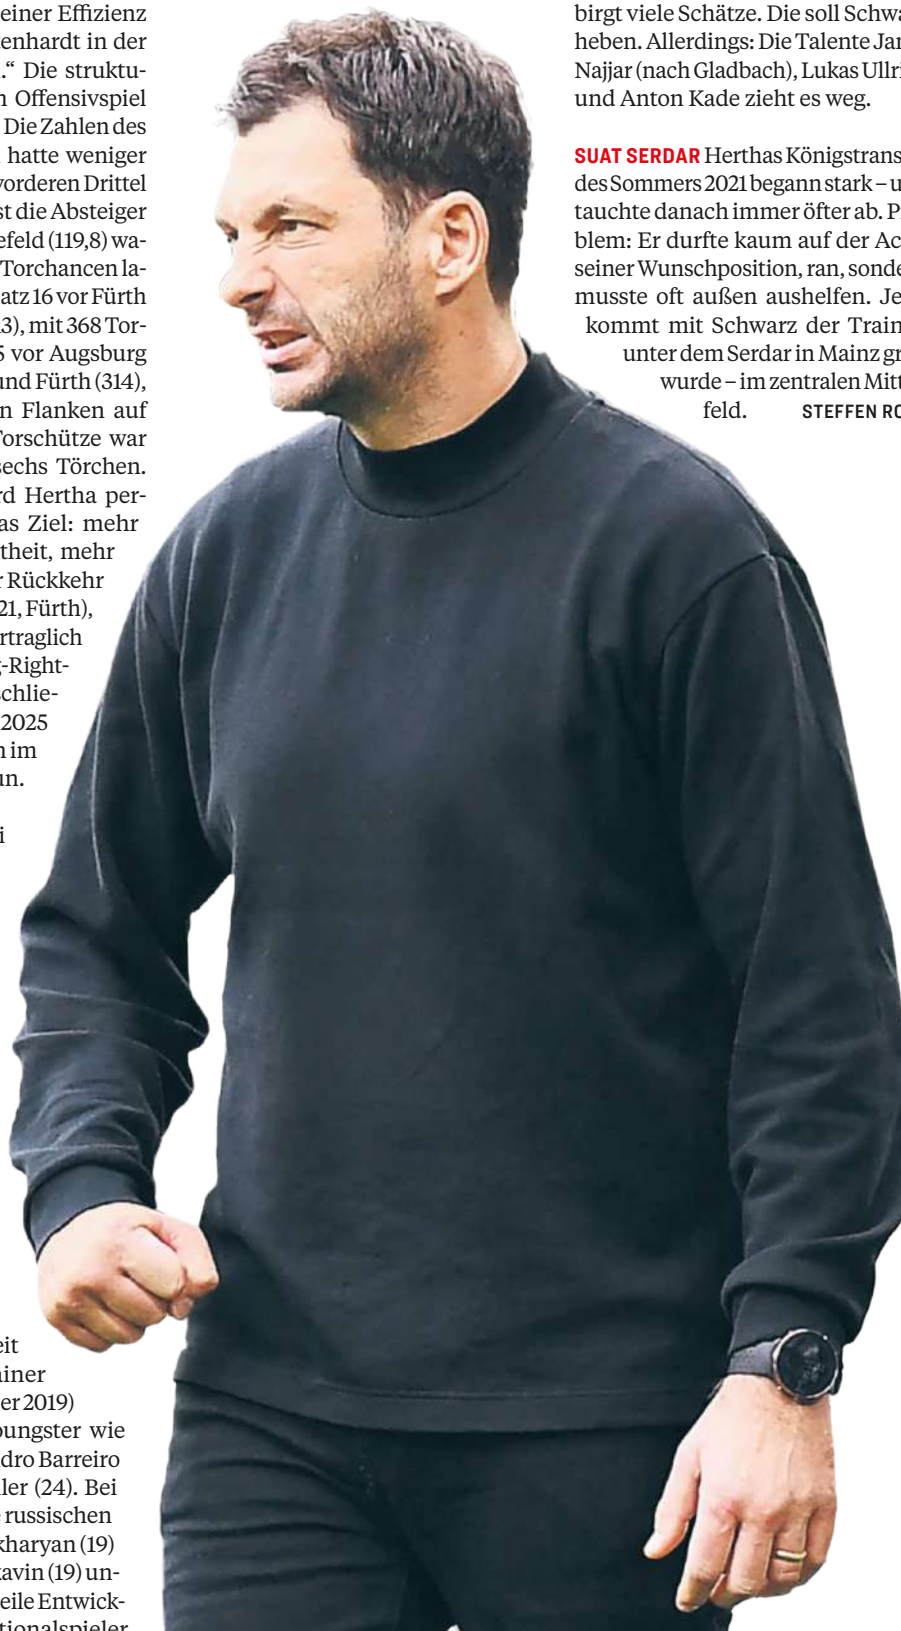 einer Effizienz
enhardt in der
.“ Die struktu-
Offensivspiel
Die Zahlen des
hatte weniger
vorderen Drittel
st die Absteiger
efeld (119,8) wa-
Torchancen la-
atz 16 vor Fürth
3), mit 368 Tor-
5 vor Augsburg
und Fürth (314),
n Flanken auf
Torschütze war
sechs Törchen.
rd Hertha per-
as Ziel: mehr
theit, mehr
r Rückkehr
21, Fürth),
rtraglich
g-Right-
schlie-
2025
n im
un.
i
eit
ainer
er 2019)
oungster wie
dro Barreiro
ler (24). Bei
e russischen
kharyan (19)
avin (19) un-
eile Entwick-
tionalspieler
birgt viele Schätze. Die soll Schwa
heben. Allerdings: Die Talente Jan
Najjar (nach Gladbach), Lukas Ullri
und Anton Kade zieht es weg.
SUAT SERDAR Herthas Königstrans
des Sommers 2021 begann stark – u
tauchte danach immer öfter ab. P
blem: Er durfte kaum auf der Ac
seiner Wunschposition, ran, sonde
musste oft außen aushelfen. Je
kommt mit Schwarz der Train
unter dem Serdar in Mainz gr
wurde – im zentralen Mitt
feld. STEFFEN RO